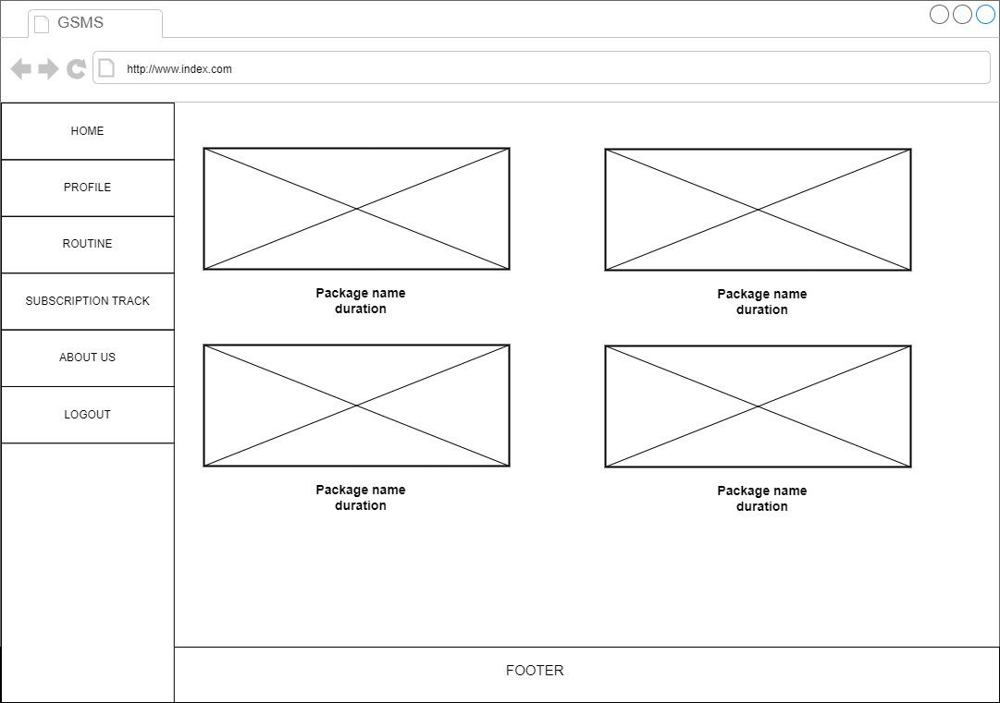 GSMS
http://www.index.com
HOME
PROFILE
ROUTINE
SUBSCRIPTION TRACK
ABOUT US
LOGOUT
Package name
duration
Package name
duration
Package name
duration
Package name
duration
FOOTER